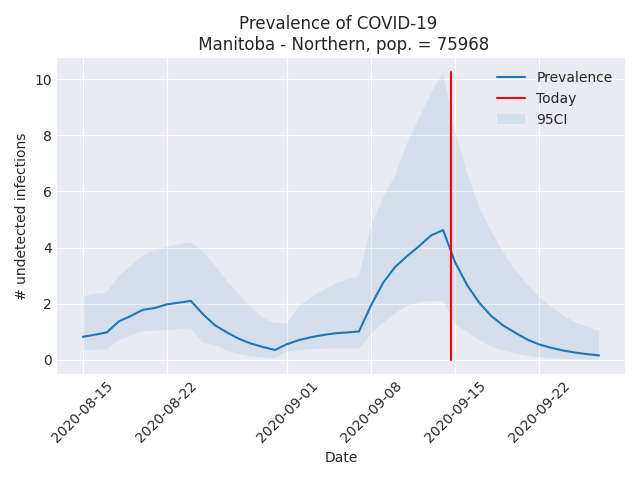 Prevalence of COVID-19
Manitoba - Northern, pop. = 75968
Prevalence
Today
95CI
# undetected infections
10
8
6
4
2
0
2020-08-15
2020-08-22
2020-09-01
2020-09-08
2020-09-15
2020-09-22
Date